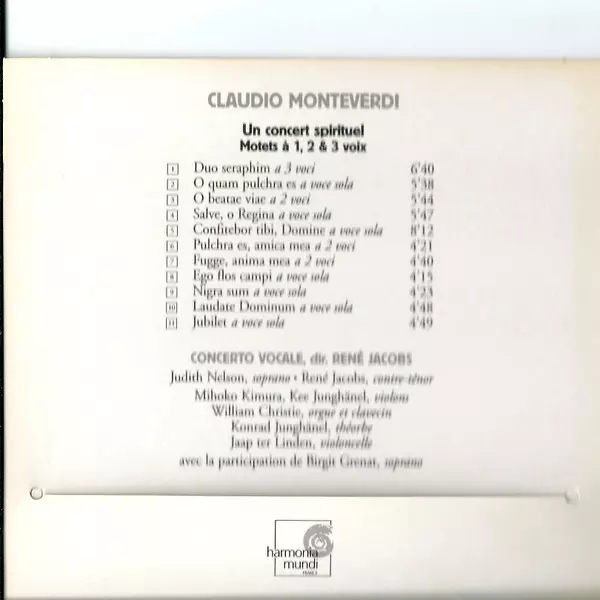 CLAUDIO MONTEVERDI
Un concert spirituel
Motets à 1, 2 & 3 voix
1 Duo seraphim a 3 voci 6'40
2 O quam pulchra es a voce sola 5'38
3 O beatae viae a 2 voci 5'44
4 Salve, o Regina a voce sola 5'47
5 Confitebor tibi, Domine a voce sola 8'12
6 Pulchra es, amica mea a 2 voci 4'21
7 Fugge, anima mea a 2 voci 4'40
8 Ego flos campi a voce sola 4'15
9 Nigra sum a voce sola 4'23
10 Laudate Dominum a voce sola 4'48
11 Jubilet a voce sola 4'49
CONCERTO VOCALE, dir. RENÉ JACOBS
Judith Nelson, soprano • René Jacobs, contre-ténor
Mihoko Kimura, Kee Junghänel, violons
William Christie, orgue et clavecin
Konrad Junghänel, théorbe
Jaap ter Linden, violoncelle
avec la participation de Birgit Grenat, soprano
harmonia
mundi
FRANCE